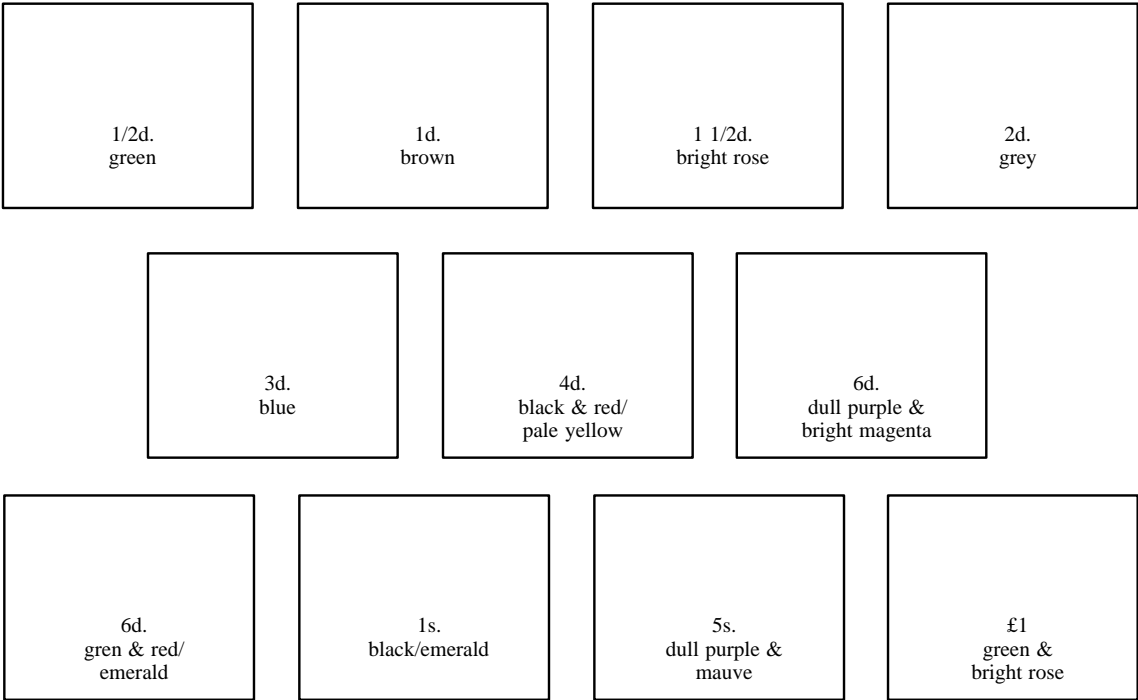 1/2d.
green
1d.
brown
1 1/2d.
bright rose
2d.
grey
3d.
blue
4d.
black & red/
pale yellow
6d.
dull purple &
bright magenta
6d.
gren & red/
emerald
1s.
black/emerald
5s.
dull purple &
mauve
£1
green &
bright rose